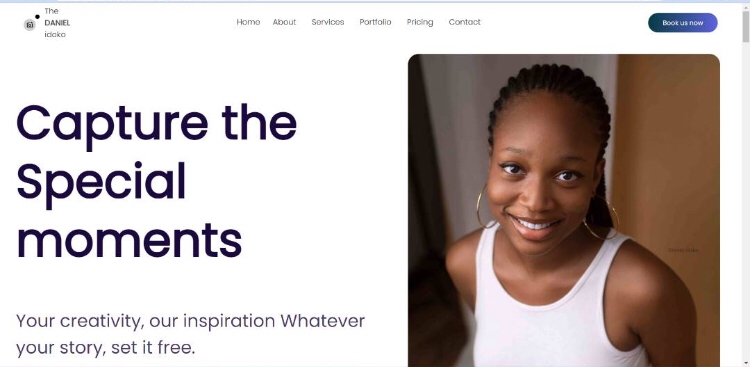 The
DANIEL
idoko
Home About Services Portfolio Pricing Contact
Book us now
Capture the
Special
moments
Your creativity, our inspiration Whatever
your story, set it free.